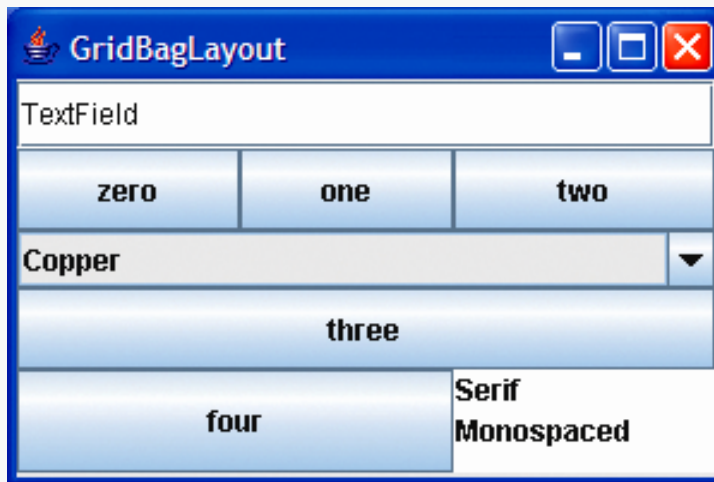 GridBagLayout
TextField
zero one two
Copper
three
four
Serif
Monospaced